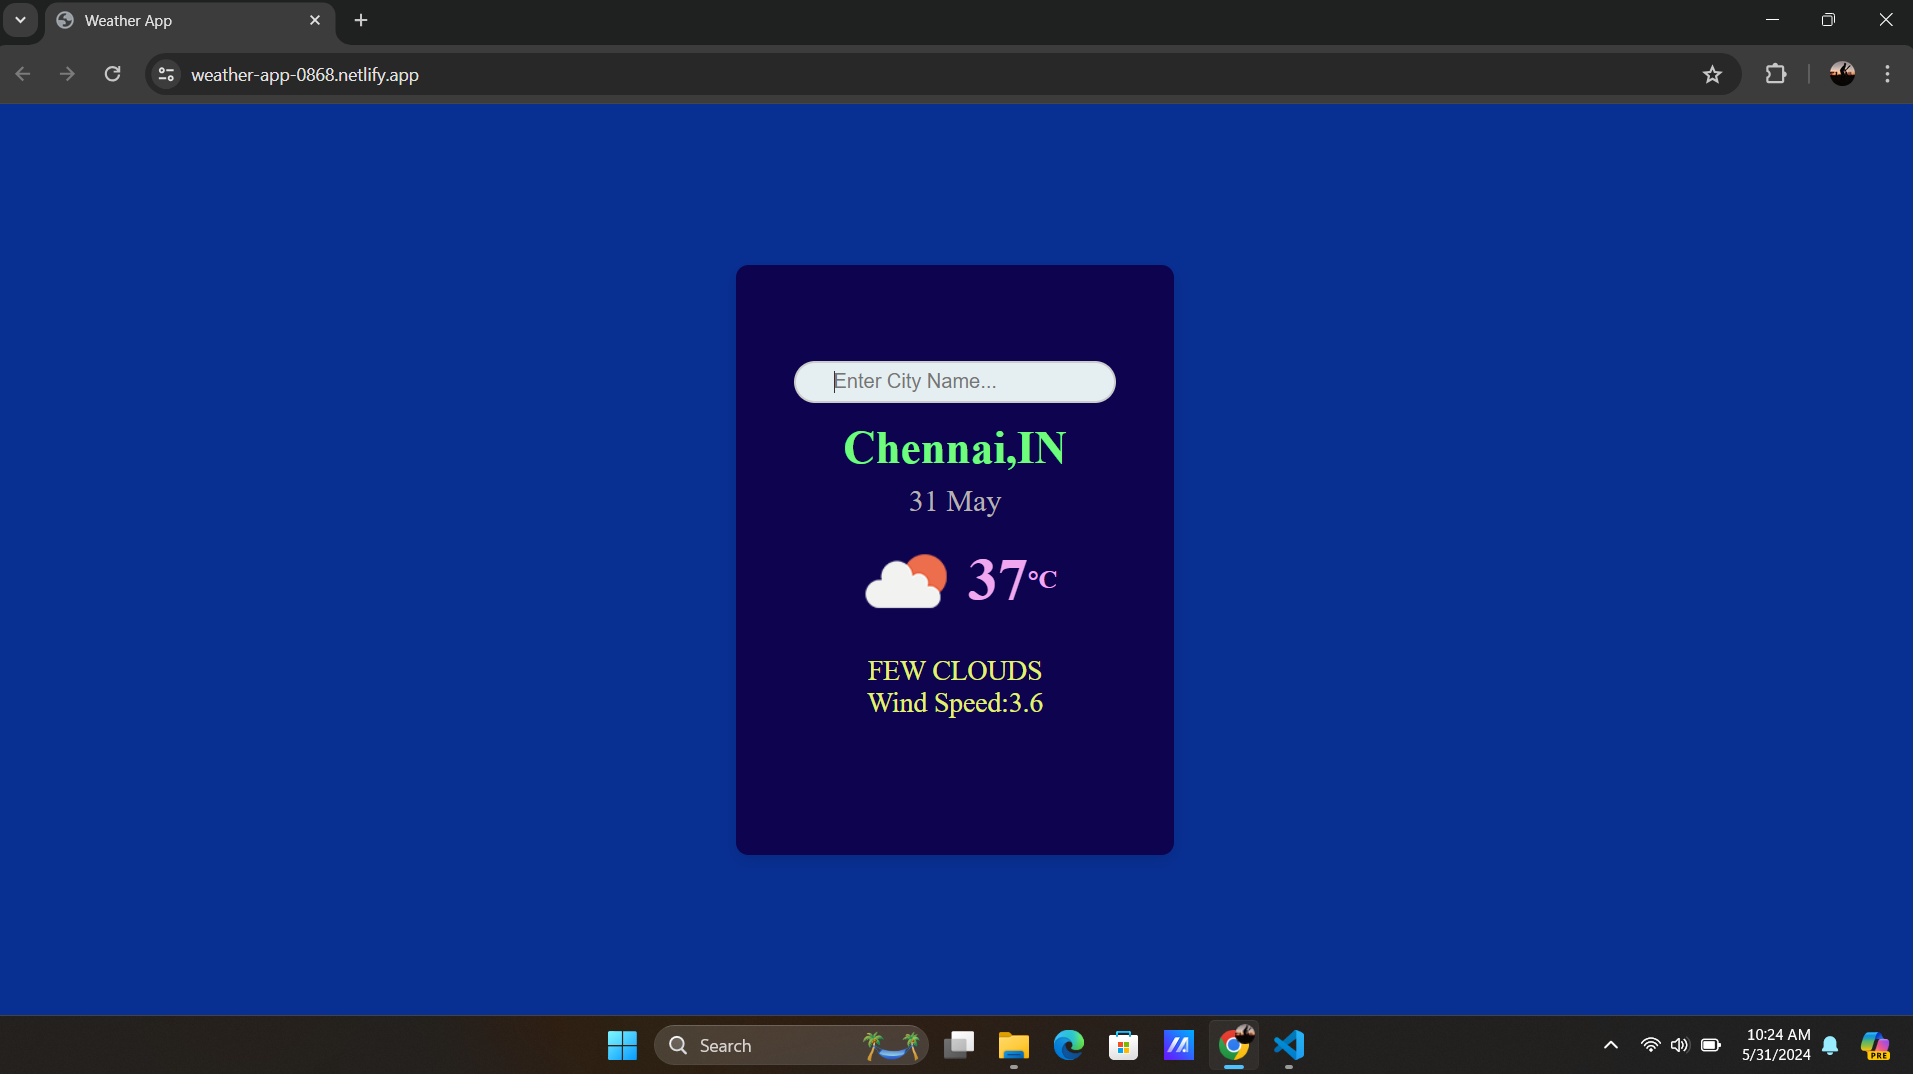 Weather App
weather-app-0868.netlify.app
Enter City Name...
Chennai,IN
31 May
37°C
FEW CLOUDS
Wind Speed:3.6
Search
10:24 AM
5/31/2024
PRE